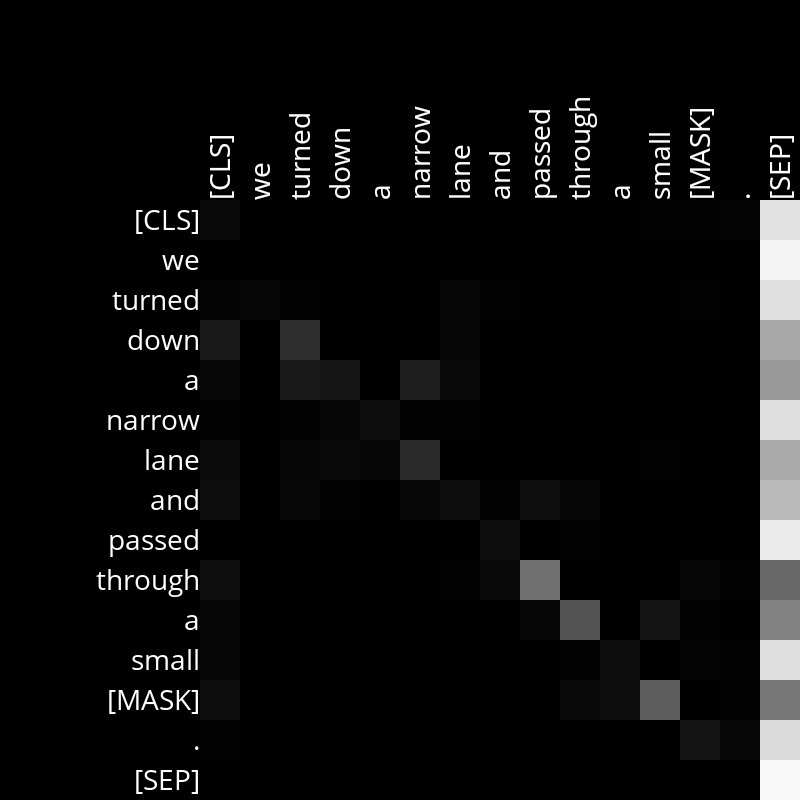 [CLS] we turned down a narrow lane and passed through a small [MASK] . [SEP]
[CLS]
we
turned
down
a
narrow
lane
and
passed
through
a
small
[MASK]
.
[SEP]